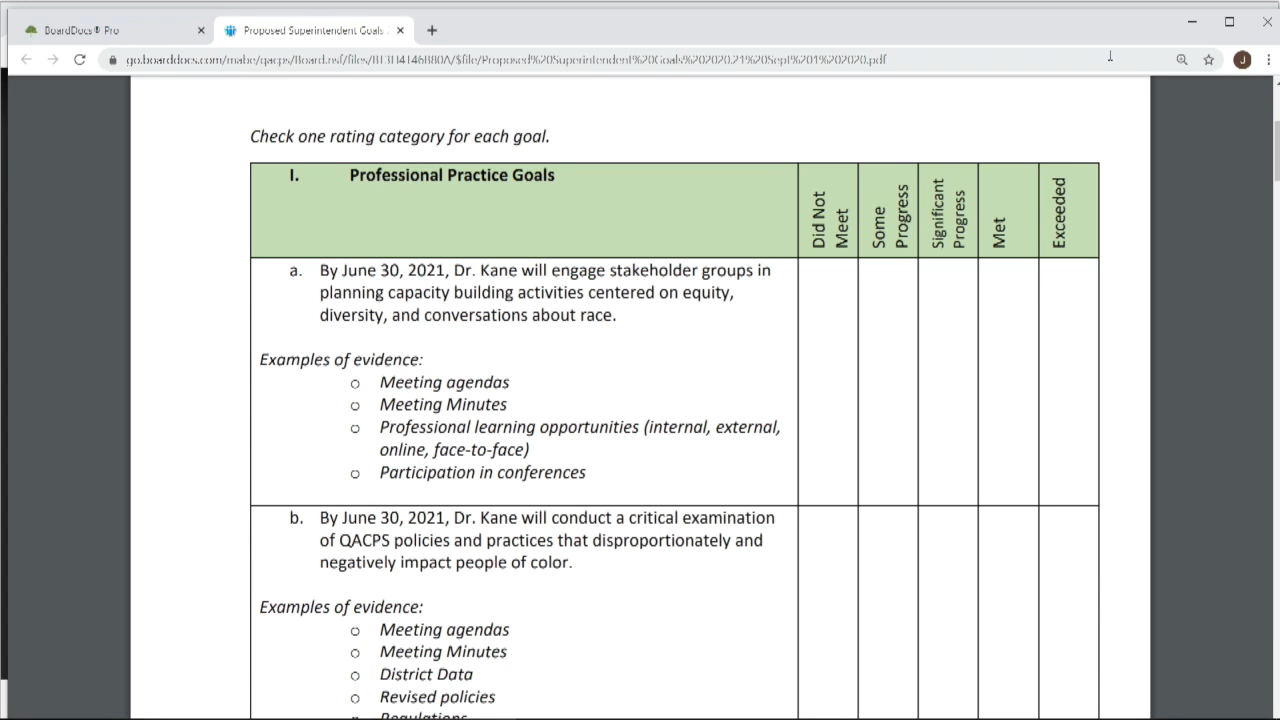 BoardDocs® Pro
Proposed Superintendent Goals
Check one rating category for each goal.
I. Professional Practice Goals
Did Not Meet
Some Progress
Significant Progress
Met
Exceeded
a. By June 30, 2021, Dr. Kane will engage stakeholder groups in
planning capacity building activities centered on equity,
diversity, and conversations about race.
Examples of evidence:
o Meeting agendas
o Meeting Minutes
o Professional learning opportunities (internal, external,
online, face-to-face)
o Participation in conferences
b. By June 30, 2021, Dr. Kane will conduct a critical examination
of QACPS policies and practices that disproportionately and
negatively impact people of color.
Examples of evidence:
o Meeting agendas
o Meeting Minutes
o District Data
o Revised policies
Regulations
J